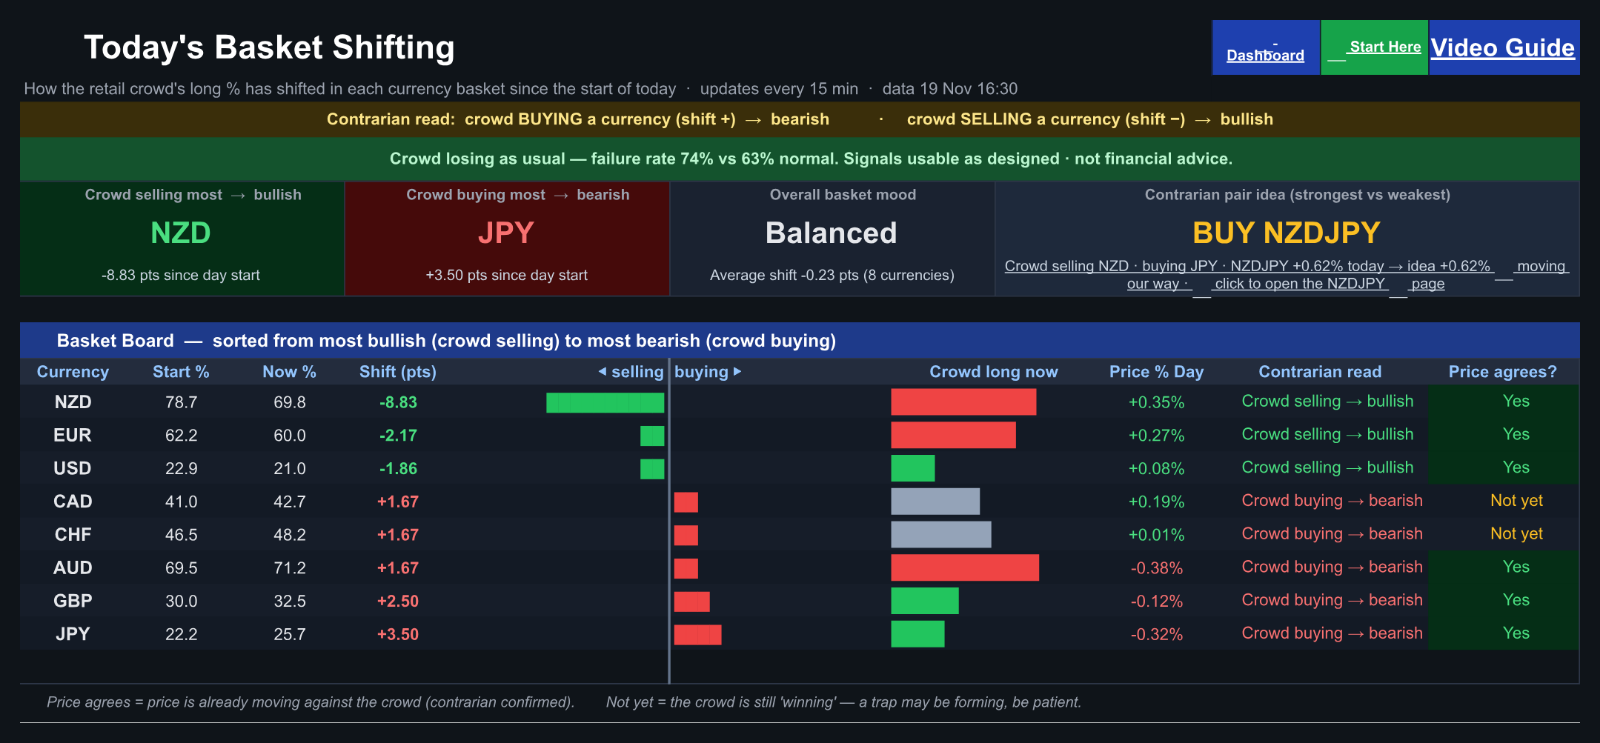 Today's Basket Shifting
Dashboard
Start Here
Video Guide
How the retail crowd's long % has shifted in each currency basket since the start of today · updates every 15 min · data 19 Nov 16:30
Contrarian read: crowd BUYING a currency (shift +) → bearish · crowd SELLING a currency (shift −) → bullish
Crowd losing as usual — failure rate 74% vs 63% normal. Signals usable as designed · not financial advice.
Crowd selling most → bullish
NZD
-8.83 pts since day start
Crowd buying most → bearish
JPY
+3.50 pts since day start
Overall basket mood
Balanced
Average shift -0.23 pts (8 currencies)
Contrarian pair idea (strongest vs weakest)
BUY NZDJPY
Crowd selling NZD · buying JPY · NZDJPY +0.62% today → idea +0.62% moving
our way · click to open the NZDJPY page
Basket Board — sorted from most bullish (crowd selling) to most bearish (crowd buying)
Currency Start % Now % Shift (pts) ◂ selling buying ▸ Crowd long now Price % Day Contrarian read Price agrees?
NZD 78.7 69.8 -8.83 +0.35% Crowd selling → bullish Yes
EUR 62.2 60.0 -2.17 +0.27% Crowd selling → bullish Yes
USD 22.9 21.0 -1.86 +0.08% Crowd selling → bullish Yes
CAD 41.0 42.7 +1.67 +0.19% Crowd buying → bearish Not yet
CHF 46.5 48.2 +1.67 +0.01% Crowd buying → bearish Not yet
AUD 69.5 71.2 +1.67 -0.38% Crowd buying → bearish Yes
GBP 30.0 32.5 +2.50 -0.12% Crowd buying → bearish Yes
JPY 22.2 25.7 +3.50 -0.32% Crowd buying → bearish Yes
Price agrees = price is already moving against the crowd (contrarian confirmed). Not yet = the crowd is still 'winning' — a trap may be forming, be patient.